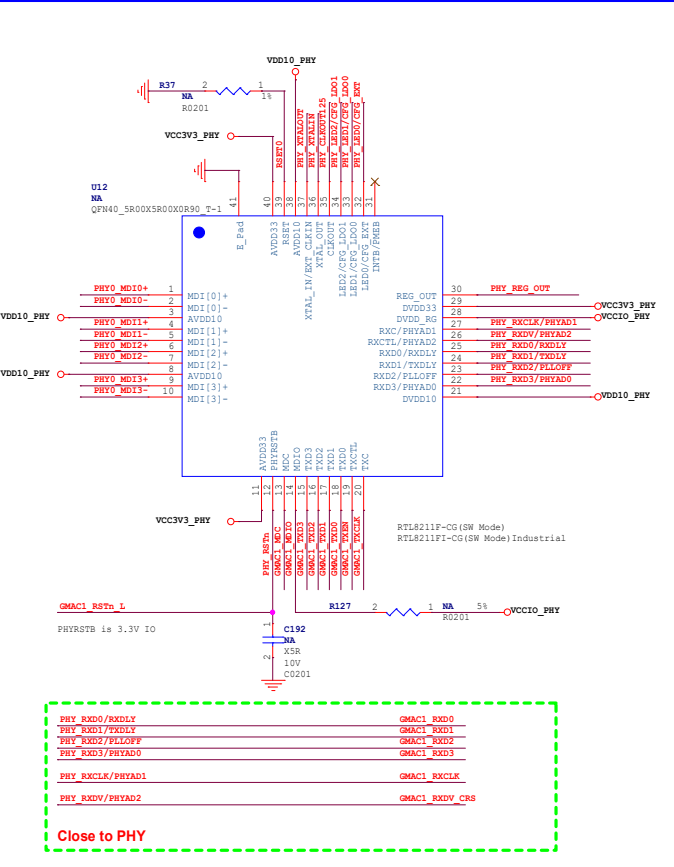 VDD10_PHY
R37 2 1
NA 1%
R0201
VCC3V3_PHY
RSET0
PHY_XTALOUT
PHY_XTALIN
PHY_CLKOUT125
PHY_LED2/CFG_LDO1
PHY_LED1/CFG_LDO0
PHY_LED0/CFG_EXT
U12
NA
QFN40_5R00X5R00X0R90_T-1
41 40 39 38 37 36 35 34 33 32 31
E_Pad
AVDD33
RSET
AVDD10
XTAL_IN/EXT_CLKIN
XTAL_OUT
CLKOUT
LED2/CFG_LDO1
LED1/CFG_LDO0
LED0/CFG_EXT
INTB/PMEB
PHY0_MDI0+ 1 MDI[0]+
PHY0_MDI0- 2 MDI[0]-
VDD10_PHY 3 AVDD10
PHY0_MDI1+ 4 MDI[1]+
PHY0_MDI1- 5 MDI[1]-
PHY0_MDI2+ 6 MDI[2]+
PHY0_MDI2- 7 MDI[2]-
VDD10_PHY 8 AVDD10
PHY0_MDI3+ 9 MDI[3]+
PHY0_MDI3- 10 MDI[3]-
REG_OUT 30 PHY_REG_OUT
DVDD33 29 VCC3V3_PHY
DVDD_RG 28 VCCIO_PHY
RXC/PHYAD1 27 PHY_RXCLK/PHYAD1
RXCTL/PHYAD2 26 PHY_RXDV/PHYAD2
RXD0/RXDLY 25 PHY_RXD0/RXDLY
RXD1/TXDLY 24 PHY_RXD1/TXDLY
RXD2/PLLOFF 23 PHY_RXD2/PLLOFF
RXD3/PHYAD0 22 PHY_RXD3/PHYAD0
DVDD10 21 VDD10_PHY
AVDD33
PHYRSTB
MDC
MDIO
TXD3
TXD2
TXD1
TXD0
TXCTL
TXC
11 12 13 14 15 16 17 18 19 20
VCC3V3_PHY
PHY_RSTn
GMAC1_MDC
GMAC1_MDIO
GMAC1_TXD3
GMAC1_TXD2
GMAC1_TXD1
GMAC1_TXD0
GMAC1_TXEN
GMAC1_TXCLK
RTL8211F-CG(SW Mode)
RTL8211FI-CG(SW Mode)Industrial
GMAC1_RSTn_L
R127 2 1 NA 5% VCCIO_PHY
R0201
PHYRSTB is 3.3V IO
1 C192
NA
2 X5R
10V
C0201
PHY_RXD0/RXDLY GMAC1_RXD0
PHY_RXD1/TXDLY GMAC1_RXD1
PHY_RXD2/PLLOFF GMAC1_RXD2
PHY_RXD3/PHYAD0 GMAC1_RXD3
PHY_RXCLK/PHYAD1 GMAC1_RXCLK
PHY_RXDV/PHYAD2 GMAC1_RXDV_CRS
Close to PHY